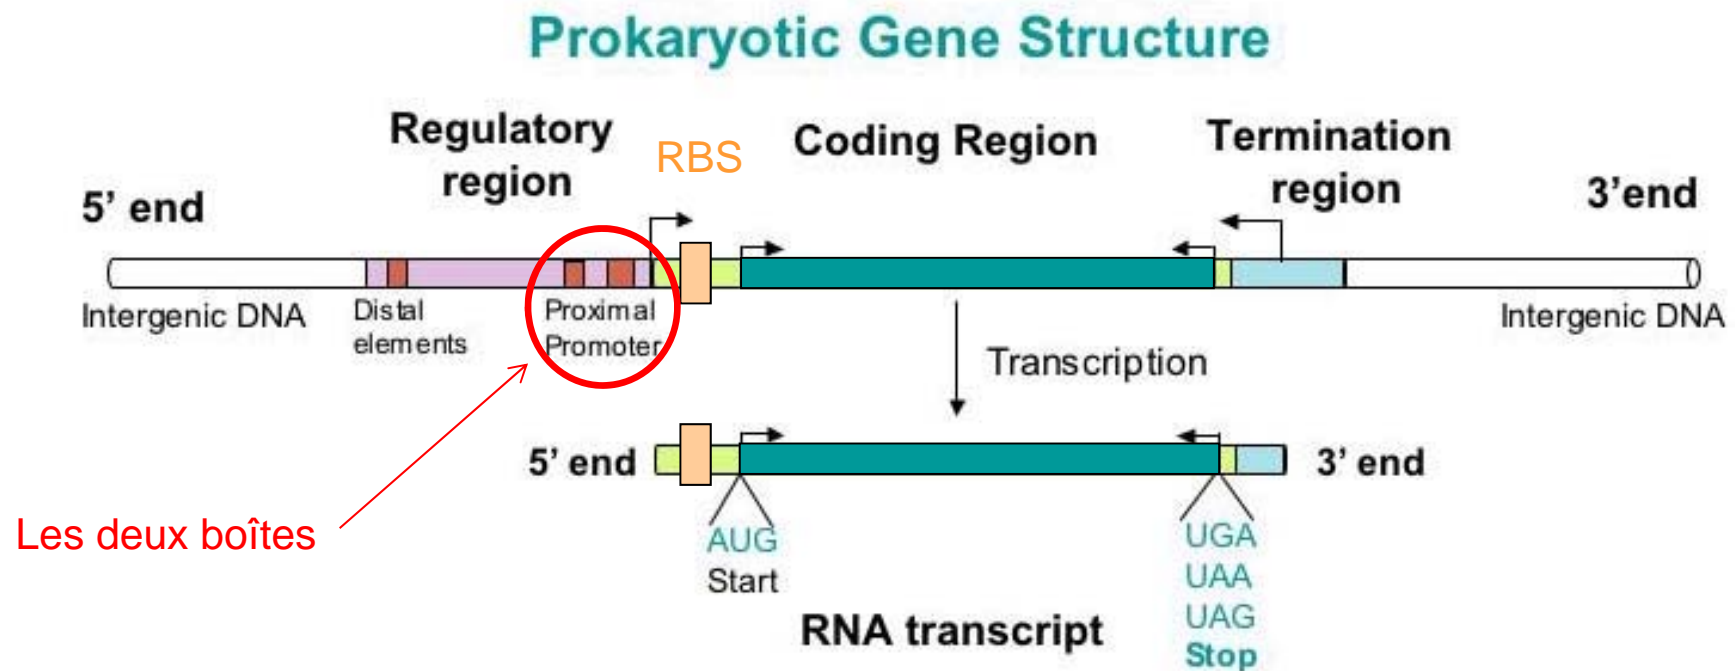 Prokaryotic Gene Structure
Regulatory
region
RBS
Coding Region
Termination
region
5' end
3'end
Intergenic DNA
Distal
elements
Proximal
Promoter
Intergenic DNA
Transcription
5' end
3' end
Les deux boîtes
AUG
Start
UGA
UAA
UAG
Stop
RNA transcript